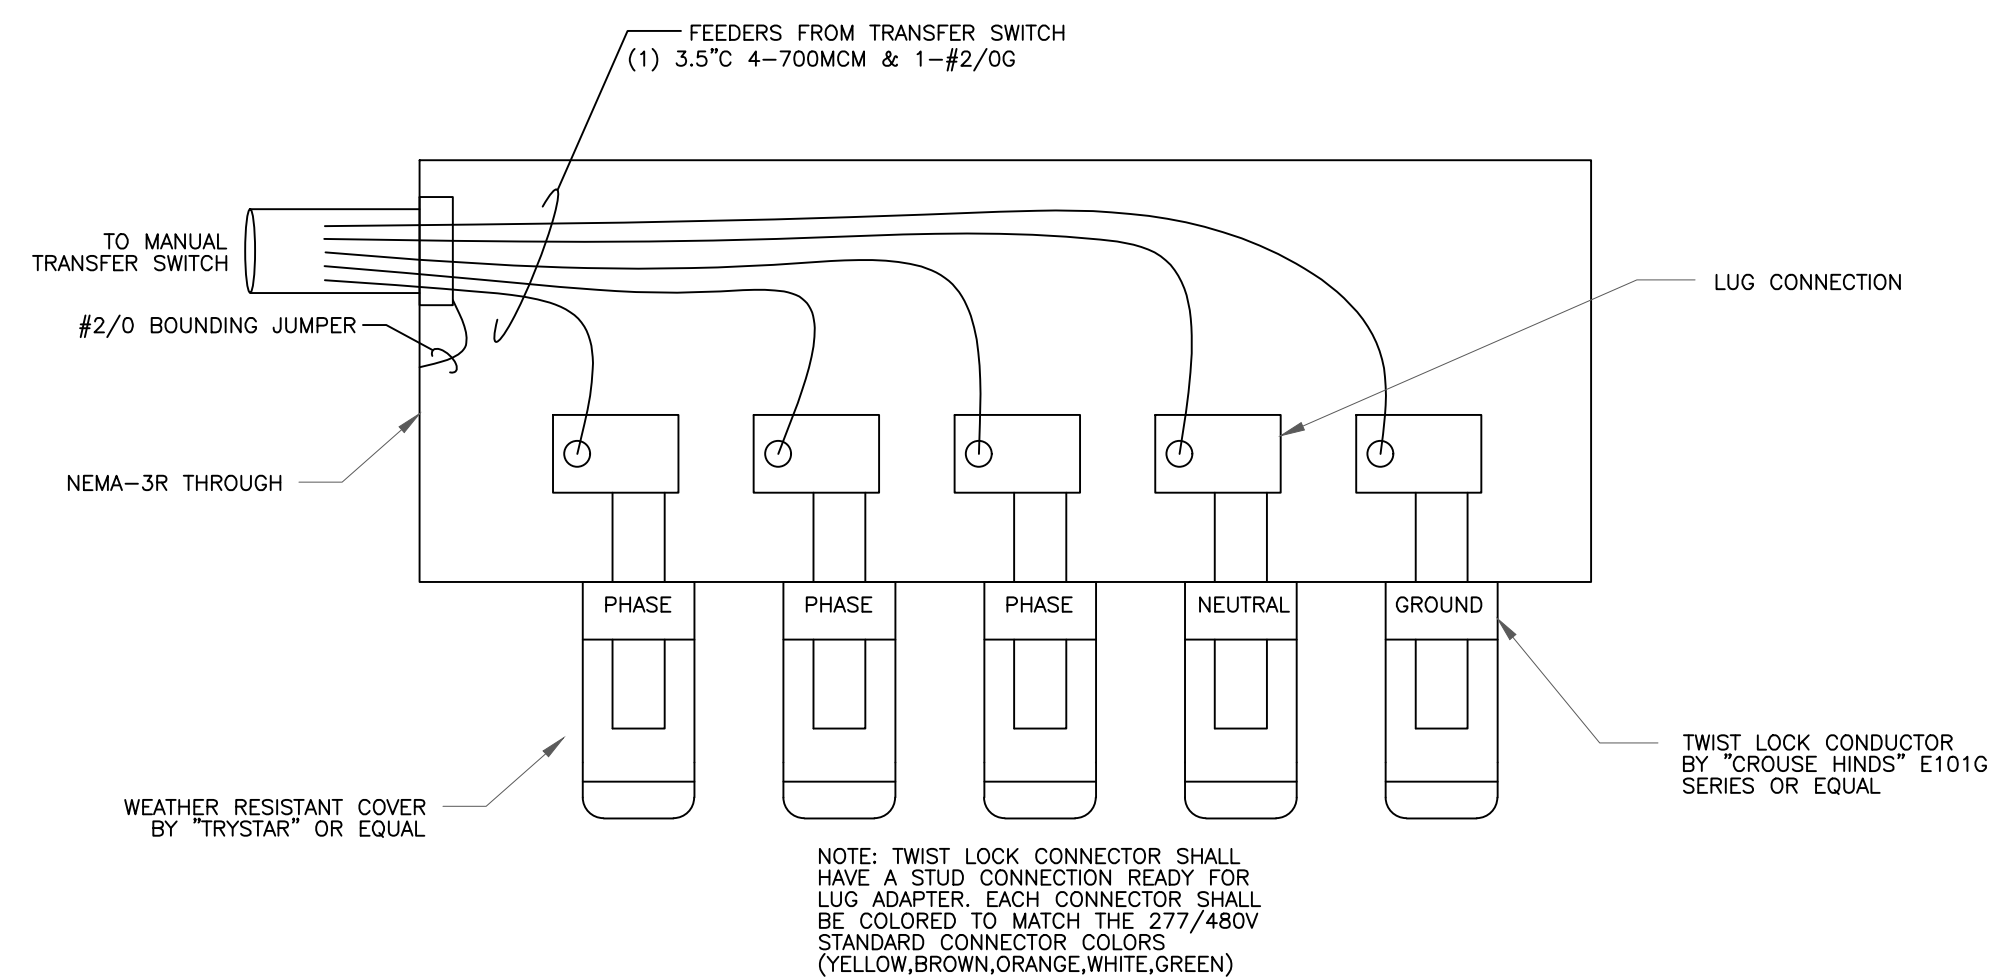 FEEDERS FROM TRANSFER SWITCH
(1) 3.5"C 4-700MCM & 1-#2/0G
TO MANUAL
TRANSFER SWITCH
LUG CONNECTION
#2/0 BOUNDING JUMPER
NEMA-3R THROUGH
PHASE
PHASE
PHASE
NEUTRAL
GROUND
TWIST LOCK CONDUCTOR
BY "CROUSE HINDS" E101G
SERIES OR EQUAL
WEATHER RESISTANT COVER
BY "TRYSTAR" OR EQUAL
NOTE: TWIST LOCK CONNECTOR SHALL
HAVE A STUD CONNECTION READY FOR
LUG ADAPTER. EACH CONNECTOR SHALL
BE COLORED TO MATCH THE 277/480V
STANDARD CONNECTOR COLORS
(YELLOW,BROWN,ORANGE,WHITE,GREEN)